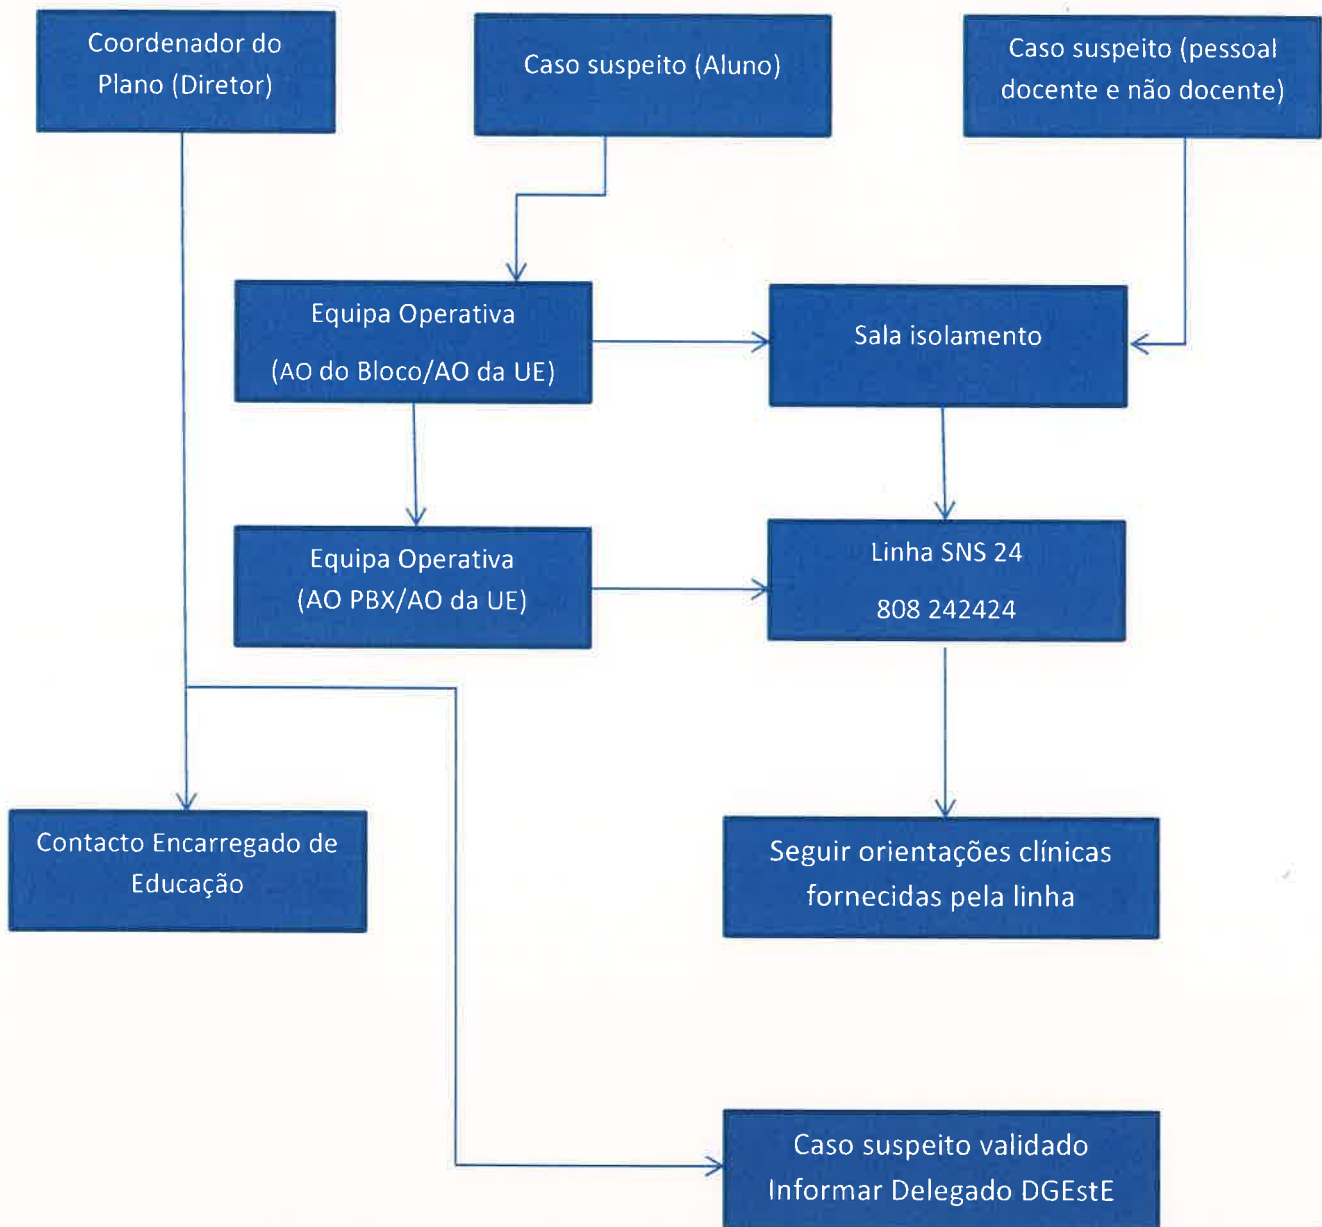 Coordenador do
Plano (Diretor)
Caso suspeito (Aluno)
Caso suspeito (pessoal
docente e não docente)
Equipa Operativa
(AO do Bloco/AO da UE)
Sala isolamento
Equipa Operativa
(AO PBX/AO da UE)
Linha SNS 24
808 242424
Contacto Encarregado de
Educação
Seguir orientações clínicas
fornecidas pela linha
Caso suspeito validado
Informar Delegado DGEstE